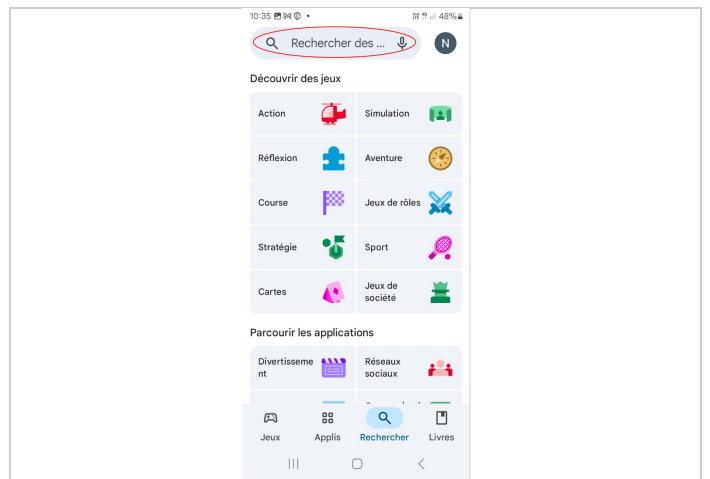 10:35 48%
Rechercher des ... N
Découvrir des jeux
Action Simulation
Réflexion Aventure
Course Jeux de rôles
Stratégie Sport
Cartes Jeux de
société
Parcourir les applications
Divertisseme Réseaux
nt sociaux
Jeux Applis Rechercher Livres